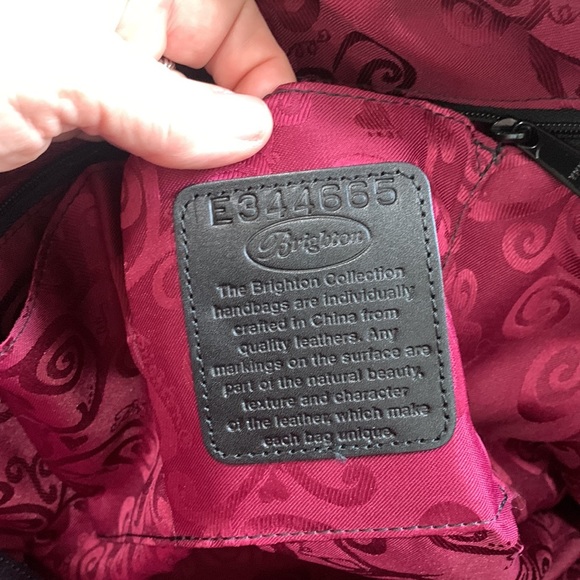 E344665
Brighton
The Brighton Collection
handbags are individually
crafted in China from
quality leathers. Any
markings on the surface are
part of the natural beauty,
texture and character
of the leather, which make
each bag unique.